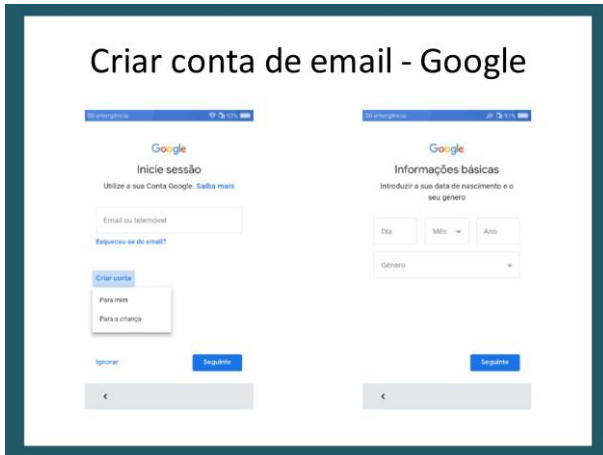 Criar conta de email - Google
Só emergência 92%
Google
Inicie sessão
Utilize a sua Conta Google. Saiba mais
Email ou telemóvel
Esqueceu-se do email?
Criar conta
Para mim
Para a criança
Ignorar Seguinte
Só emergência 91%
Google
Informações básicas
Introduzir a sua data de nascimento e o
seu género
Dia Mês Ano
Género
Seguinte